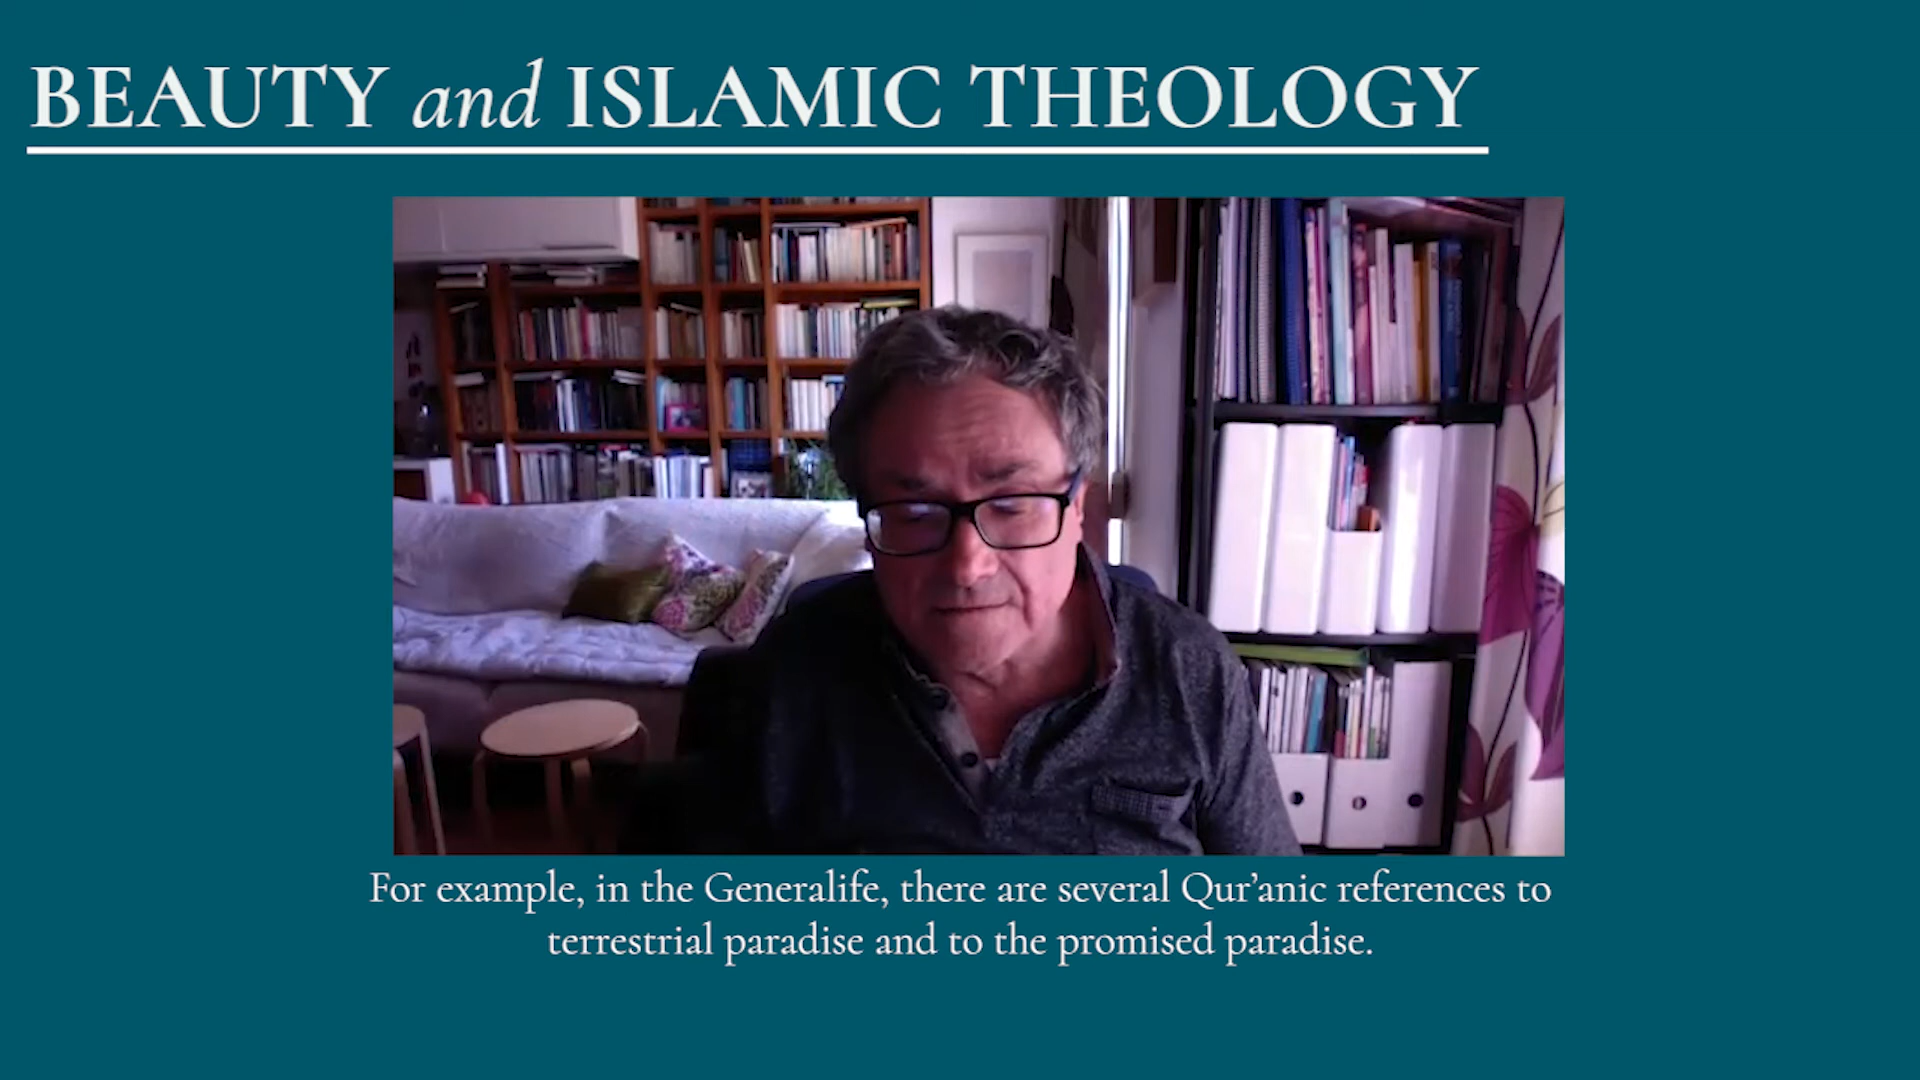 BEAUTY and ISLAMIC THEOLOGY
For example, in the Generalife, there are several Qur’anic references to
terrestrial paradise and to the promised paradise.